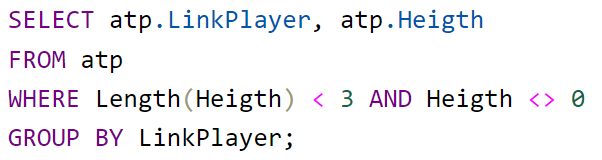 SELECT atp.LinkPlayer, atp.Heigth
FROM atp
WHERE Length(Heigth) < 3 AND Heigth <> 0
GROUP BY LinkPlayer;